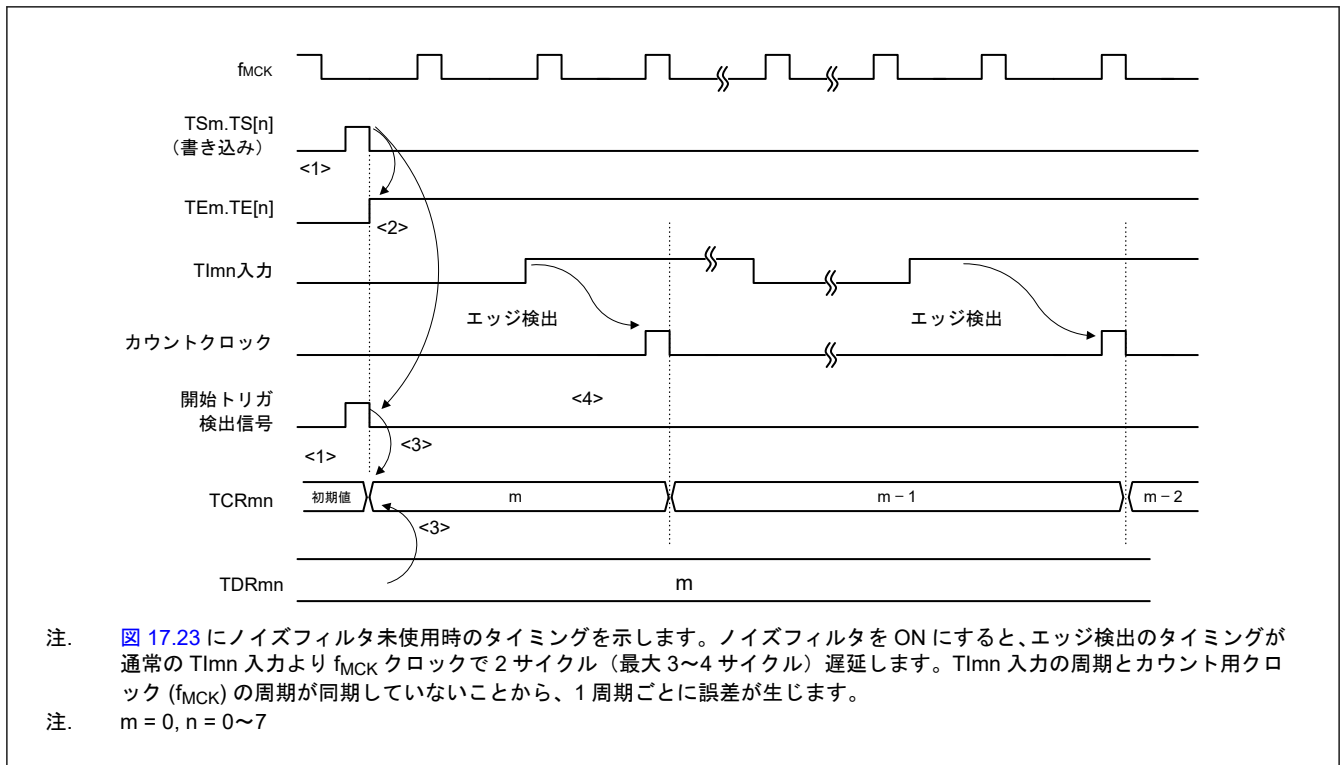 fMCK
TSm.TS[n]
（書き込み）
<1>
TEm.TE[n]
<2>
TImn入力
エッジ検出
エッジ検出
カウントクロック
開始トリガ
検出信号
<4>
<3>
<1>
TCRmn
初期値
m
m − 1
m − 2
<3>
TDRmn
m
注. 図 17.23 にノイズフィルタ未使用時のタイミングを示します。ノイズフィルタを ON にすると、エッジ検出のタイミングが
通常の TImn 入力より fMCK クロックで 2 サイクル（最大 3～4 サイクル）遅延します。TImn 入力の周期とカウント用クロ
ック (fMCK) の周期が同期していないことから、1 周期ごとに誤差が生じます。
注. m = 0, n = 0～7